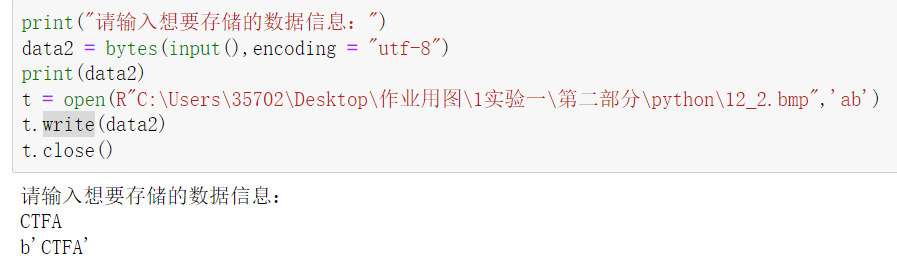 print("请输入想要存储的数据信息：")
data2 = bytes(input(),encoding = "utf-8")
print(data2)
t = open(R"C:\Users\35702\Desktop\作业用图\1实验一\第二部分\python\12_2.bmp",'ab')
t.write(data2)
t.close()
请输入想要存储的数据信息：
CTFA
b'CTFA'